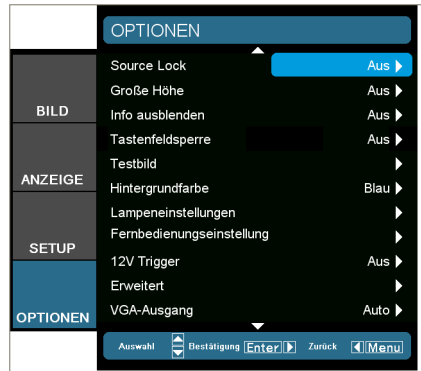 OPTIONEN
Source Lock Aus
Große Höhe Aus
Info ausblenden Aus
Tastenfeldsperre Aus
Testbild
Hintergrundfarbe Blau
Lampeneinstellungen
Fernbedienungseinstellung
12V Trigger Aus
Erweitert
VGA-Ausgang Auto
BILD
ANZEIGE
SETUP
OPTIONEN
Auswahl Bestätigung Enter Zurück Menu